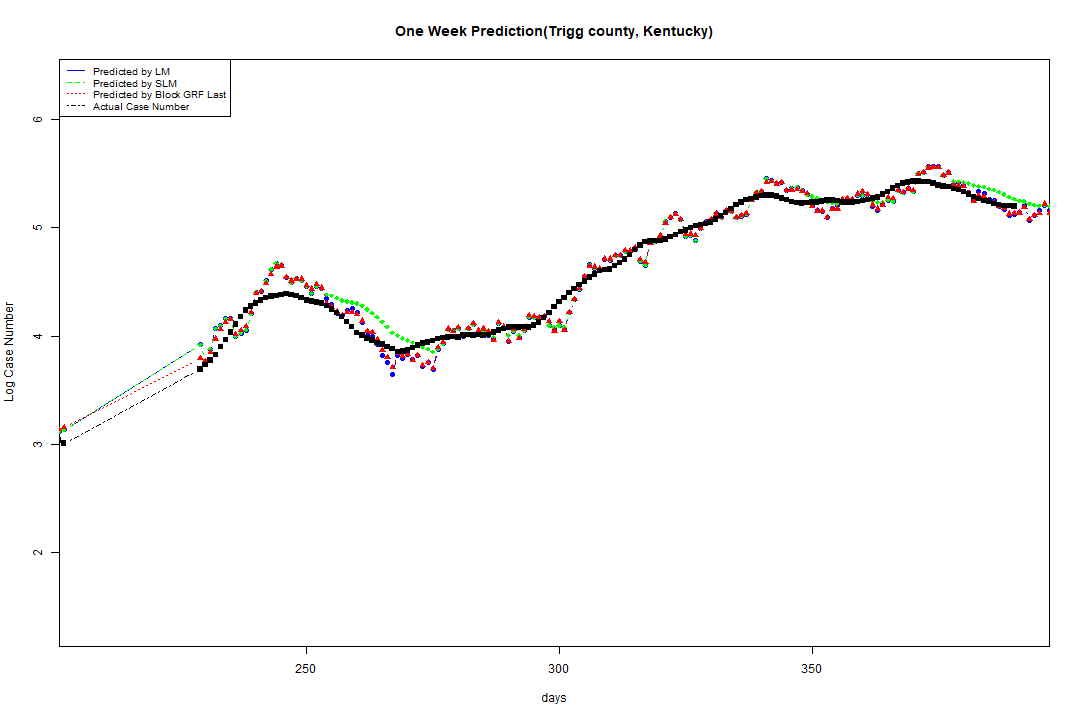 One Week Prediction(Trigg county, Kentucky)
Predicted by LM
Predicted by SLM
Predicted by Block GRF Last
Actual Case Number
Log Case Number
6
5
4
3
2
250 300 350
days